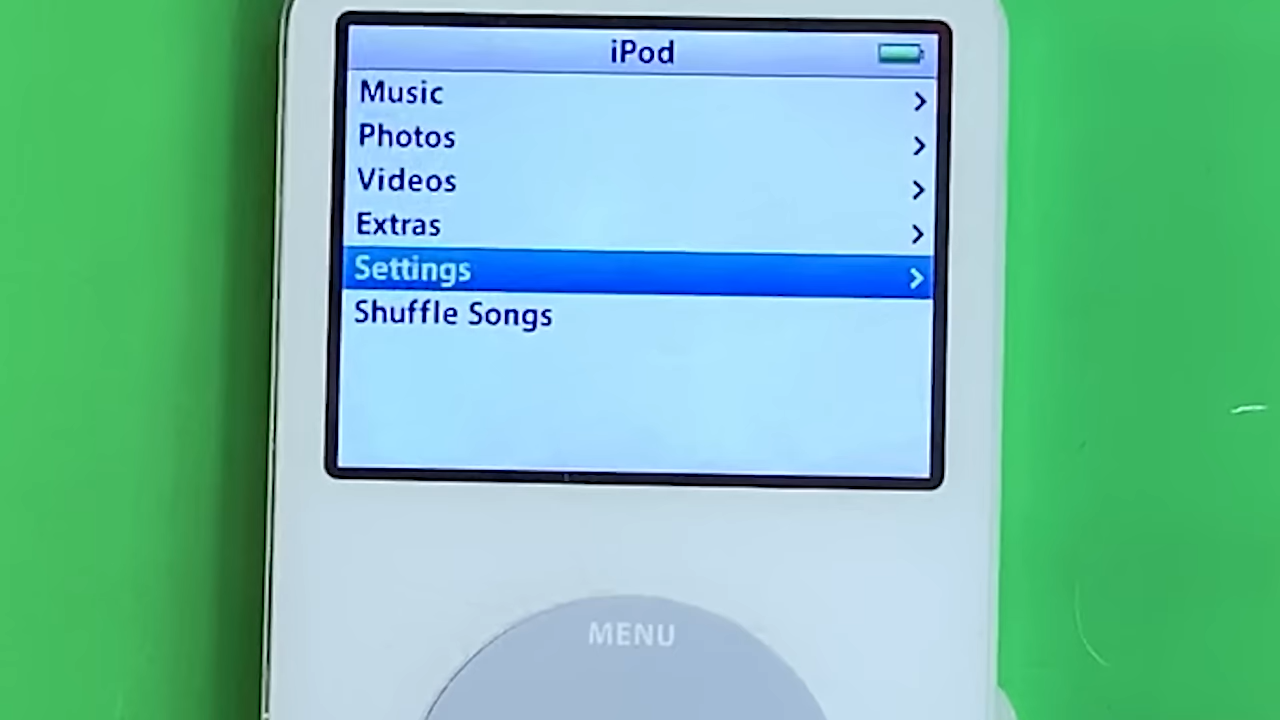 iPod
Music
Photos
Videos
Extras
Settings
Shuffle Songs
MENU